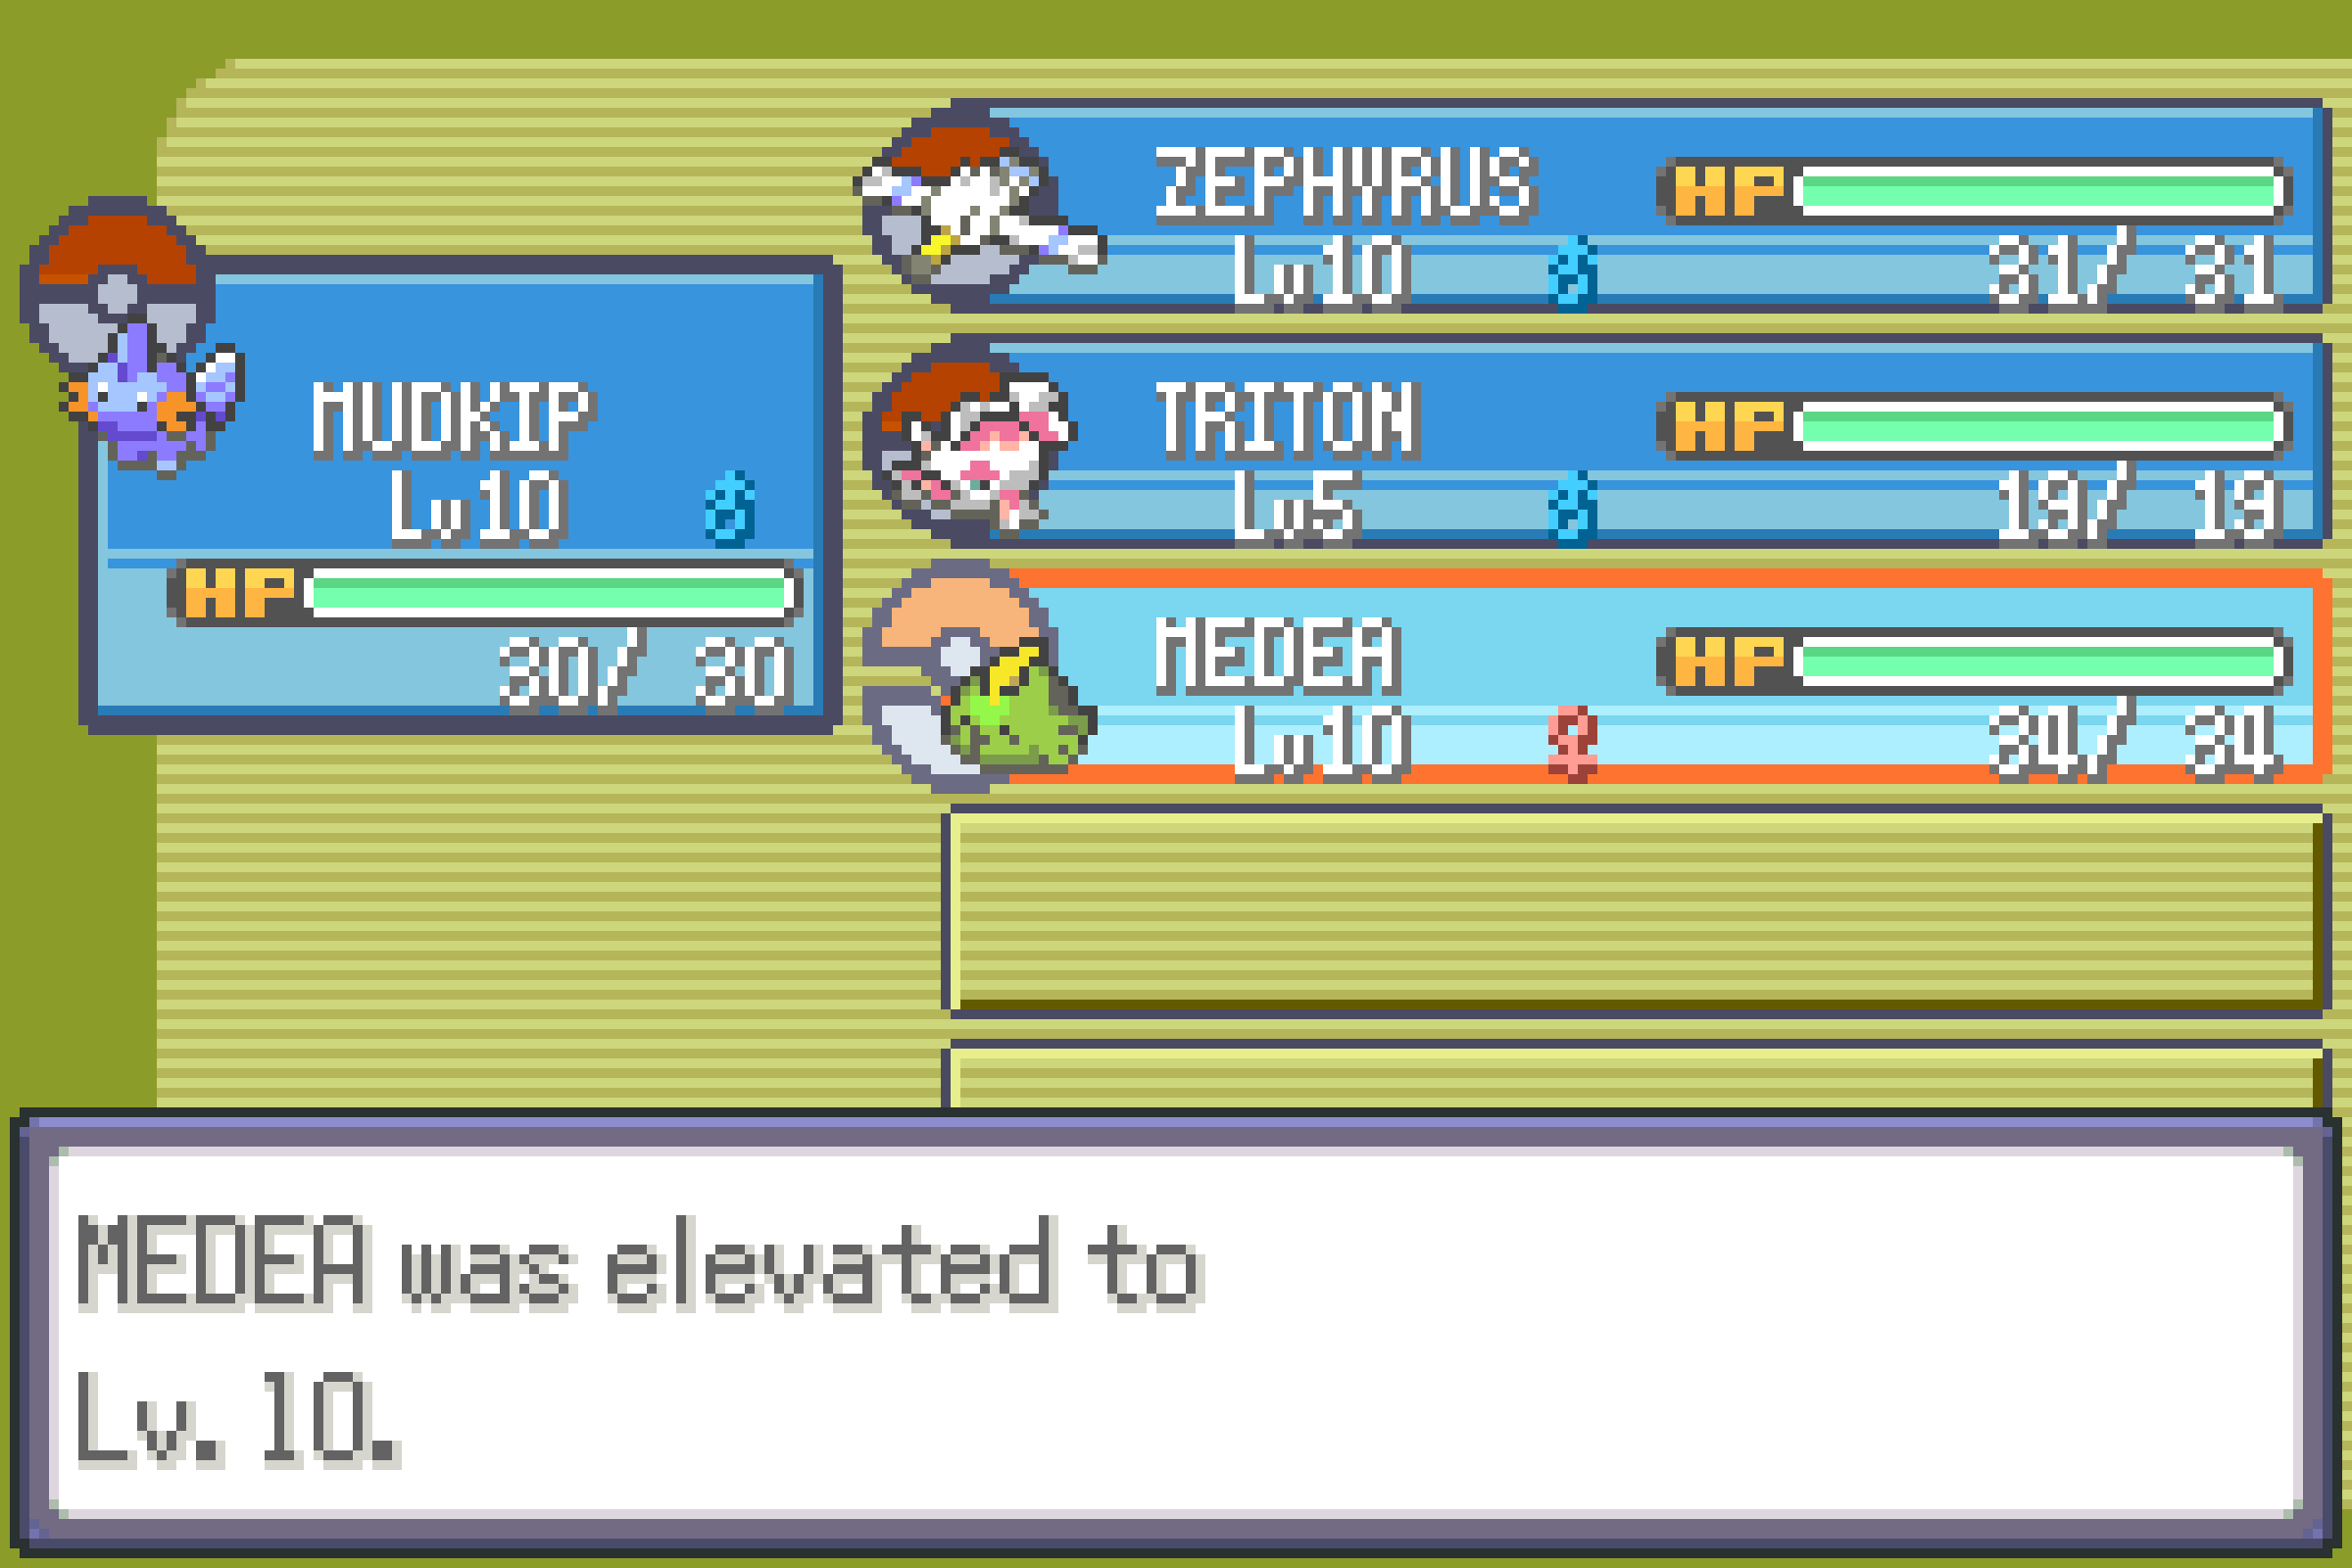 MUDKIP
Lv10 ♂
HP
30/ 30
ZEPHYRUS HP
Lv10 ♂ 31/ 31
TRITON HP
Lv5 ♂ 19/ 19
MEDEA HP
Lv10 ♀ 34/ 34
MEDEA was elevated to
Lv. 10.